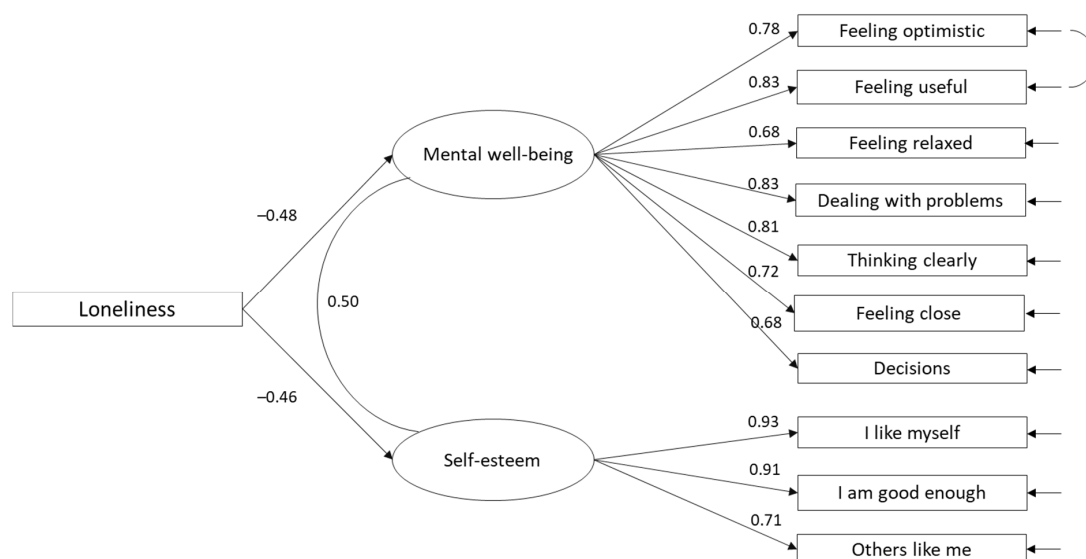 0.78
Feeling optimistic
0.83
Feeling useful
0.68
Feeling relaxed
Mental well-being
0.83
Dealing with problems
0.81
Thinking clearly
–0.48
0.72
Feeling close
Loneliness
0.50
0.68
Decisions
–0.46
0.93
I like myself
Self-esteem
0.91
I am good enough
0.71
Others like me